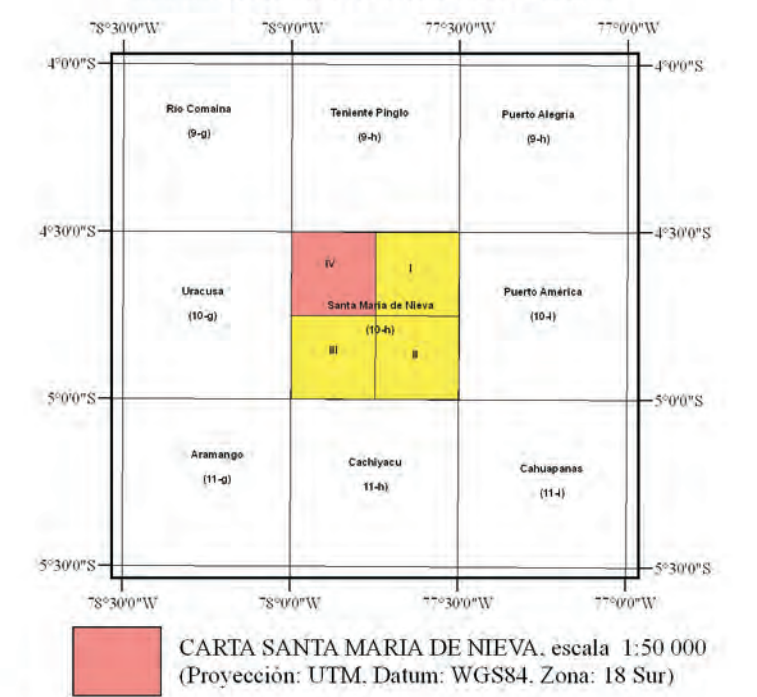 78°30'0"W 78°0'0"W 77°30'0"W 77°0'0"W
4°0'0"S 4°0'0"S
Río Comaina Teniente Pinglo Puerto Alegría
(9-g) (9-h) (9-h)
4°30'0"S 4°30'0"S
IV I
Uracusa Santa María de Nieva Puerto América
(10-g) (10-h) (10-i)
III II
5°0'0"S 5°0'0"S
Aramango Cachiyacu Cahuapanas
(11-g) 11-h) (11-i)
5°30'0"S 5°30'0"S
78°30'0"W 78°0'0"W 77°30'0"W 77°0'0"W
CARTA SANTA MARIA DE NIEVA, escala 1:50 000
(Proyección: UTM. Datum: WGS84. Zona: 18 Sur)